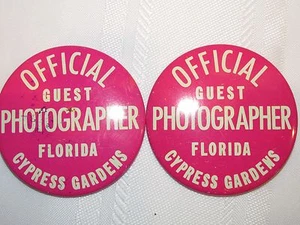 OFFICIAL
GUEST
PHOTOGRAPHER
FLORIDA
CYPRESS GARDENS
OFFICIAL
GUEST
PHOTOGRAPHER
FLORIDA
CYPRESS GARDENS